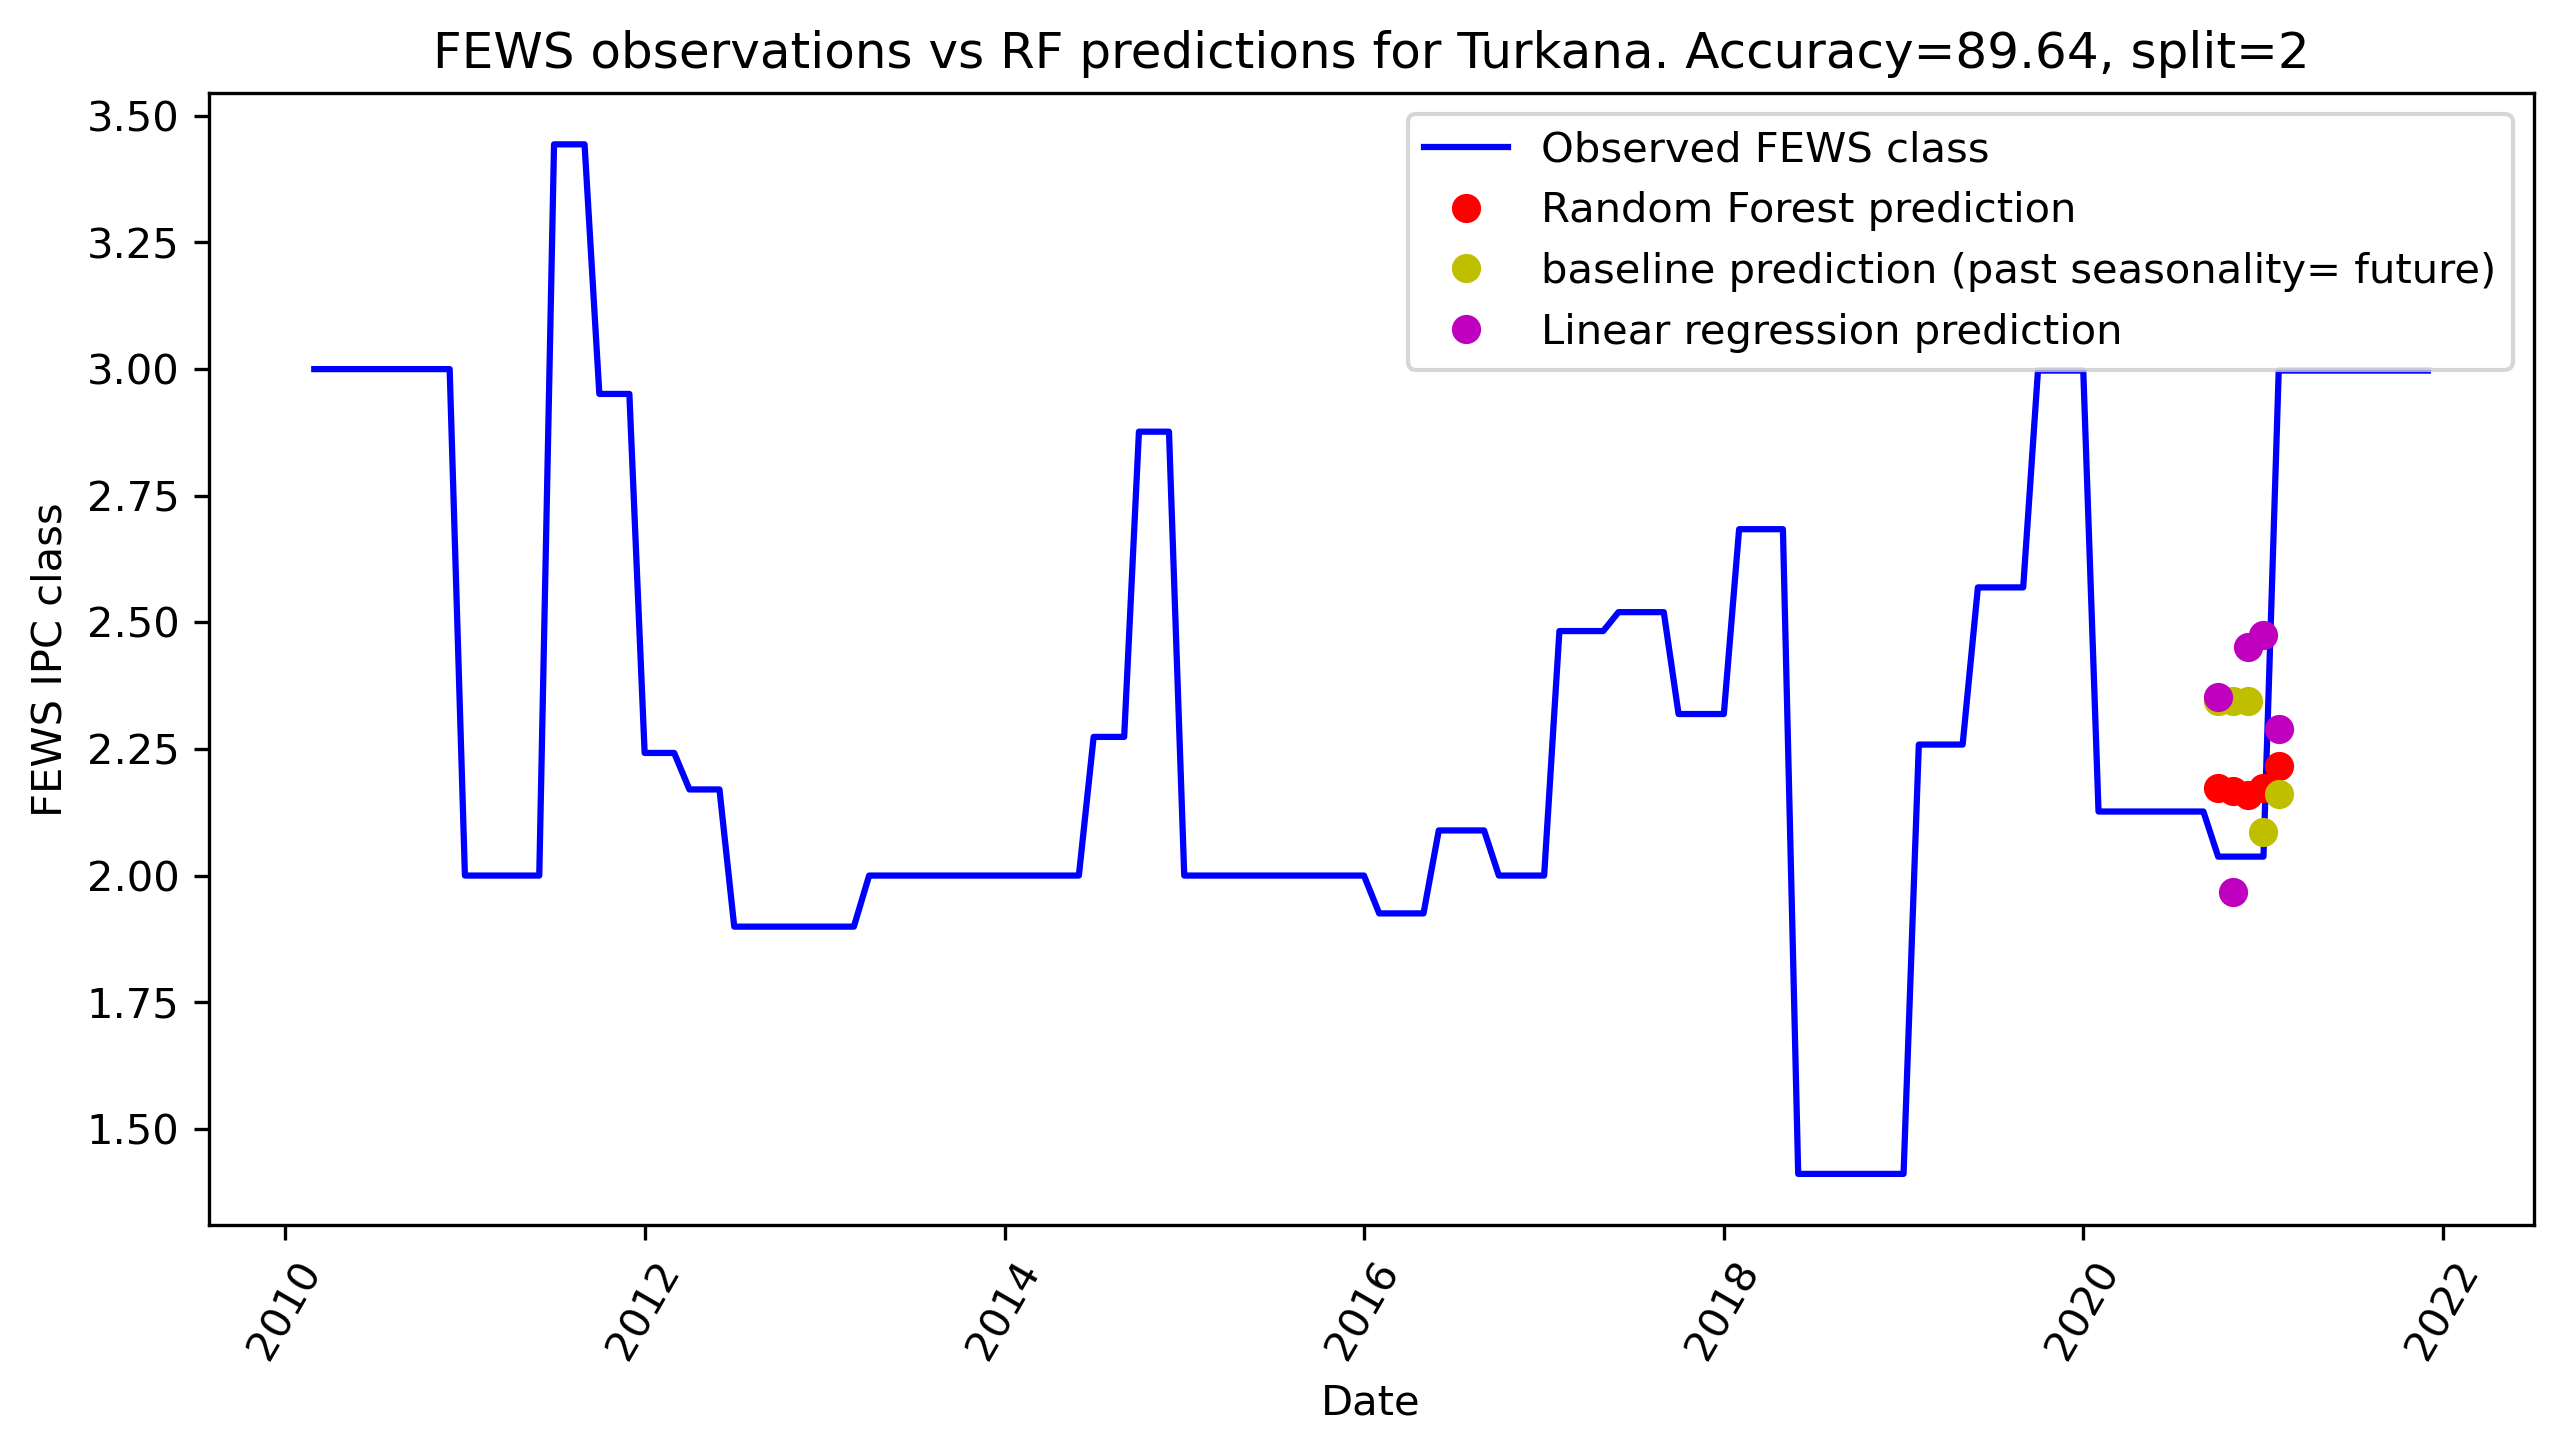 FEWS observations vs RF predictions for Turkana. Accuracy=89.64, split=2
Observed FEWS class
Random Forest prediction
baseline prediction (past seasonality= future)
Linear regression prediction
FEWS IPC class
3.50
3.25
3.00
2.75
2.50
2.25
2.00
1.75
1.50
2010
2012
2014
2016
2018
2020
2022
Date